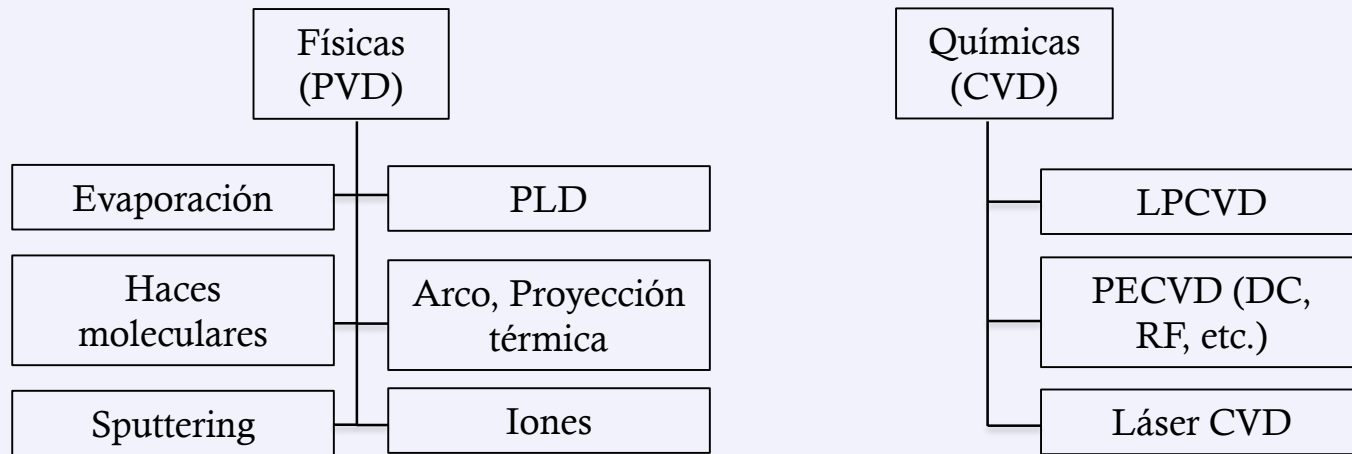 Físicas
(PVD)
Químicas
(CVD)
Evaporación
PLD
LPCVD
Haces
moleculares
Arco, Proyección
térmica
PECVD (DC,
RF, etc.)
Sputtering
Iones
Láser CVD